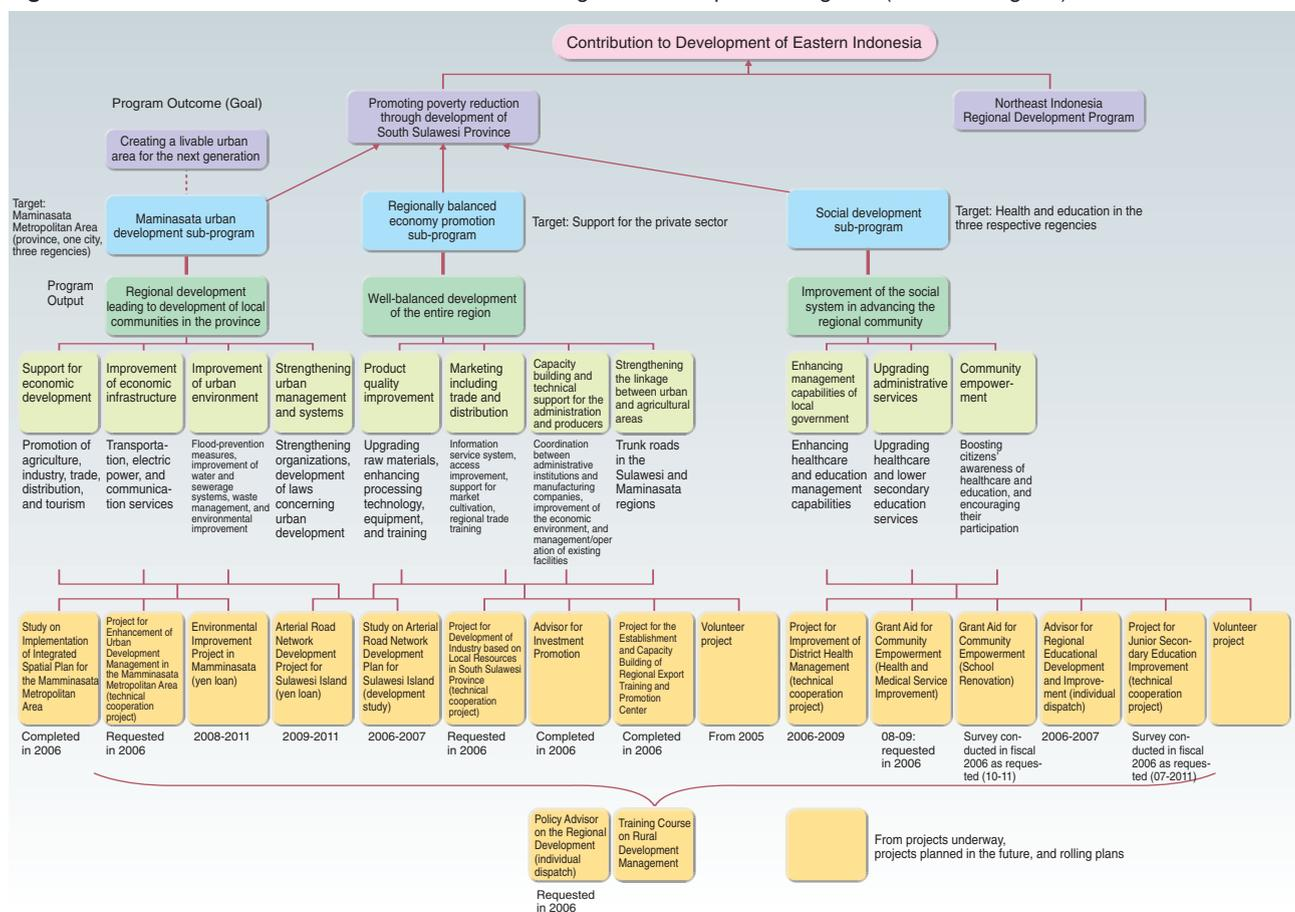 Contribution to Development of Eastern Indonesia
Program Outcome (Goal)
Promoting poverty reduction
through development of
South Sulawesi Province
Northeast Indonesia
Regional Development Program
Creating a livable urban
area for the next generation
Target:
Maminasata
Metropolitan Area
(province, one city,
three regencies)
Maminasata urban
development sub-program
Regionally balanced
economy promotion
sub-program
Target: Support for the private sector
Social development
sub-program
Target: Health and education in the
three respective regencies
Program
Output
Regional development
leading to development of local
communities in the province
Well-balanced development
of the entire region
Improvement of the social
system in advancing the
regional community
Support for
economic
development
Improvement
of economic
infrastructure
Improvement
of urban
environment
Strengthening
urban
management
and systems
Product
quality
improvement
Marketing
including
trade and
distribution
Capacity
building and
technical
support for the
administration
and producers
Strengthening
the linkage
between urban
and agricultural
areas
Enhancing
management
capabilities of
local
government
Upgrading
administrative
services
Community
empower-
ment
Promotion of
agriculture,
industry, trade,
distribution,
and tourism
Transporta-
tion, electric
power, and
communica-
tion services
Flood-prevention
measures,
improvement of
water and
sewerage
systems, waste
management, and
environmental
improvement
Strengthening
organizations,
development
of laws
concerning
urban
development
Upgrading
raw materials,
enhancing
processing
technology,
equipment,
and training
Information
service system,
access
improvement,
support for
market
cultivation,
regional trade
training
Coordination
between
administrative
institutions and
manufacturing
companies,
improvement of
the economic
environment, and
management/oper
ation of existing
facilities
Trunk roads
in the
Sulawesi and
Maminasata
regions
Enhancing
healthcare
and education
management
capabilities
Upgrading
healthcare
and lower
secondary
education
services
Boosting
citizens'
awareness of
healthcare and
education, and
encouraging
their
participation
Study on
Implementation
of Integrated
Spatial Plan for
the Mamminasata
Metropolitan
Area
Project for
Enhancement of
Urban
Development
Management in
the Mamminasata
Metropolitan Area
(technical
cooperation
project)
Environmental
Improvement
Project in
Mamminasata
(yen loan)
Arterial Road
Network
Development
Project for
Sulawesi Island
(yen loan)
Study on Arterial
Road Network
Development
Plan for
Sulawesi Island
(development
study)
Project for
Development of
Industry based on
Local Resources
in South Sulawesi
Province
(technical
cooperation
project)
Advisor for
Investment
Promotion
Project for the
Establishment
and Capacity
Building of
Regional Export
Training and
Promotion
Center
Volunteer
project
Project for
Improvement of
District Health
Management
(technical
cooperation
project)
Grant Aid for
Community
Empowerment
(Health and
Medical Service
Improvement)
Grant Aid for
Community
Empowerment
(School
Renovation)
Advisor for
Regional
Educational
Development
and Improve-
ment (individual
dispatch)
Project for
Junior Secon-
dary Education
Improvement
(technical
cooperation
project)
Volunteer
project
Completed
in 2006
Requested
in 2006
2008-2011
2009-2011
2006-2007
Requested
in 2006
Completed
in 2006
Completed
in 2006
From 2005
2006-2009
08-09:
requested
in 2006
Survey con-
ducted in fiscal
2006 as reques-
ted (10-11)
2006-2007
Survey con-
ducted in fiscal
2006 as reques-
ted (07-2011)
Policy Advisor
on the Regional
Development
(individual
dispatch)
Training Course
on Rural
Development
Management
From projects underway,
projects planned in the future, and rolling plans
Requested
in 2006